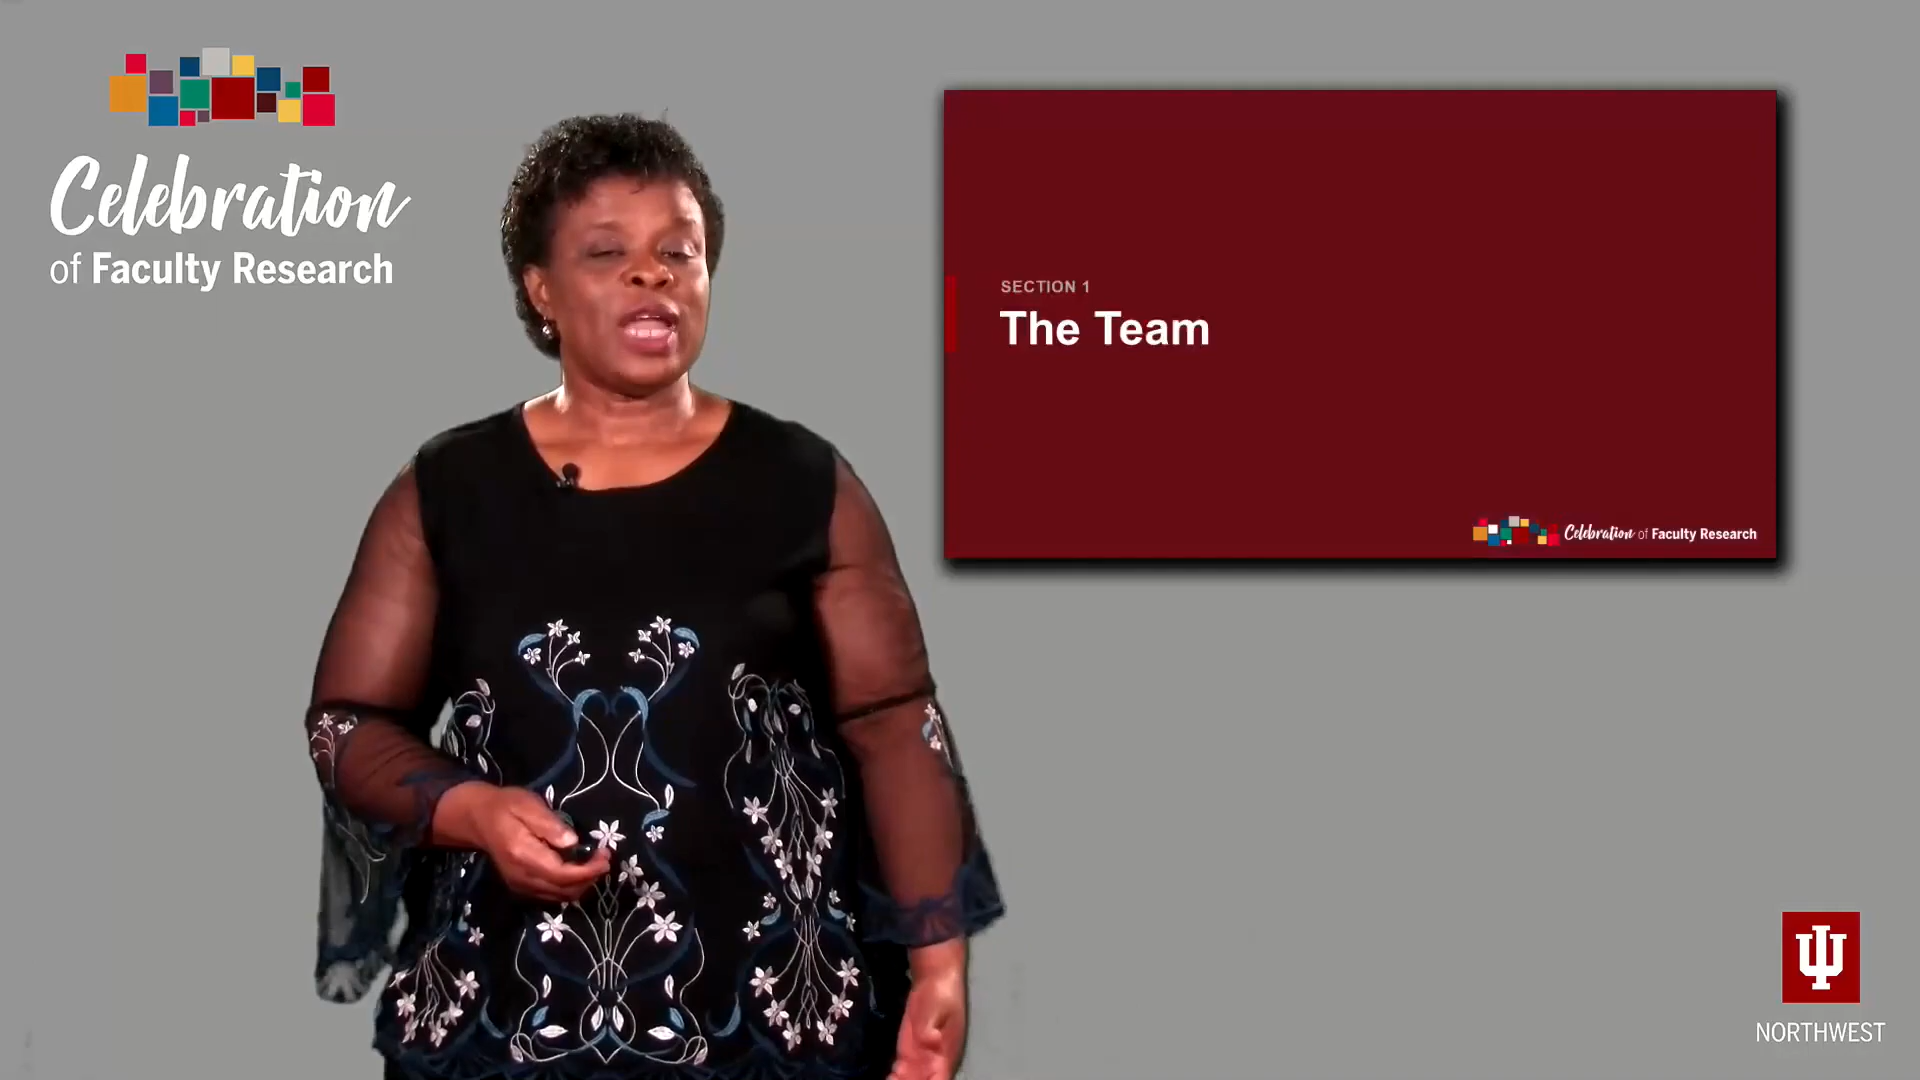 Celebration
of Faculty Research
SECTION 1
The Team
Celebration of Faculty Research
NORTHWEST